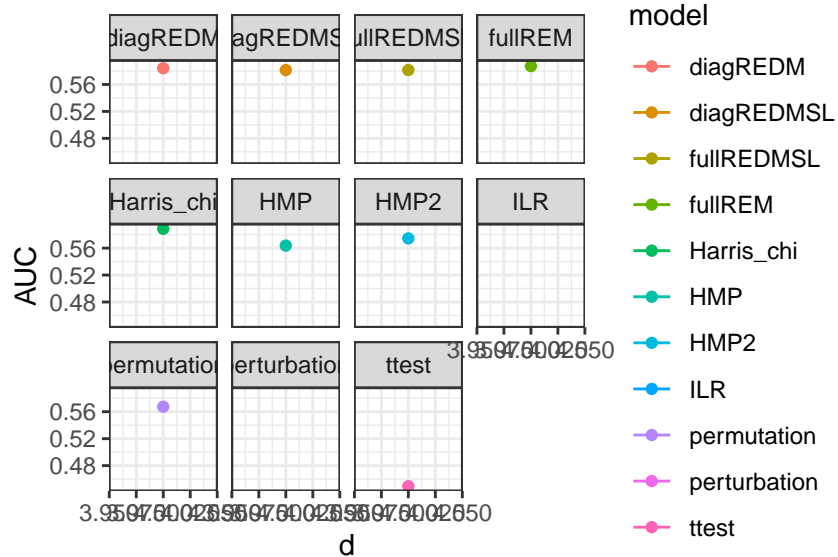 diagREDM agREDMS ullREDMS fullREM
0.56
0.52
0.48
Harris_chi HMP HMP2 ILR
0.56
0.52
0.48
permutation erturbation ttest
0.56
0.52
0.48
AUC
d
model
diagREDM
diagREDMSL
fullREDMSL
fullREM
Harris_chi
HMP
HMP2
ILR
permutation
perturbation
ttest